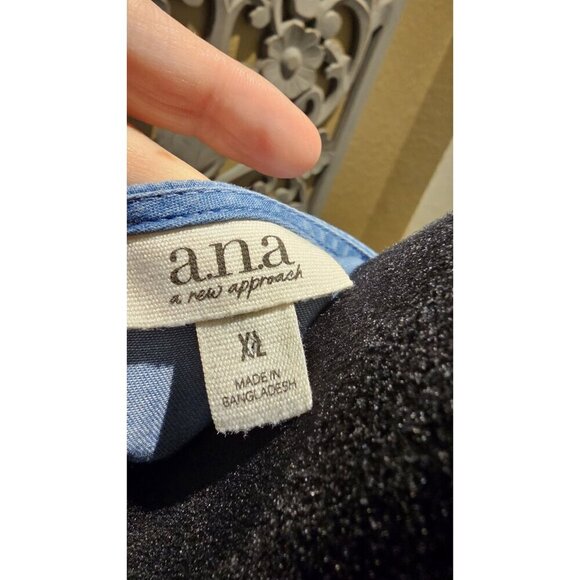 a.n.a
a new approach
XL
MADE IN
BANGLADESH